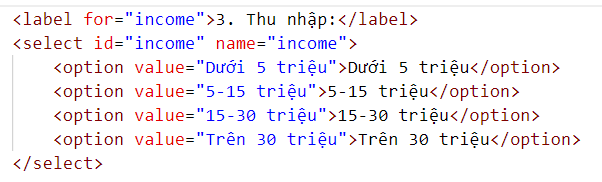 <label for="income">3. Thu nhập:</label>
<select id="income" name="income">
<option value="Dưới 5 triệu">Dưới 5 triệu</option>
<option value="5-15 triệu">5-15 triệu</option>
<option value="15-30 triệu">15-30 triệu</option>
<option value="Trên 30 triệu">Trên 30 triệu</option>
</select>